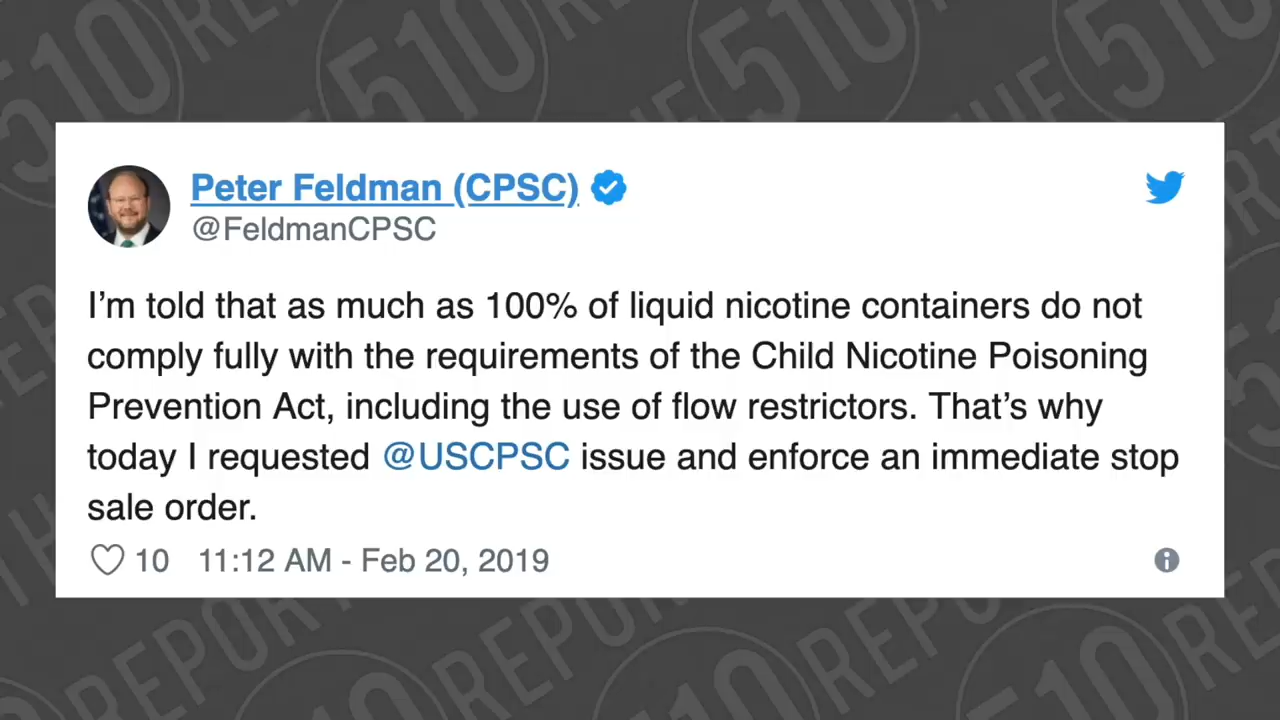 Peter Feldman (CPSC)
@FeldmanCPSC
I’m told that as much as 100% of liquid nicotine containers do not
comply fully with the requirements of the Child Nicotine Poisoning
Prevention Act, including the use of flow restrictors. That’s why
today I requested @USCPSC issue and enforce an immediate stop
sale order.
10 11:12 AM - Feb 20, 2019